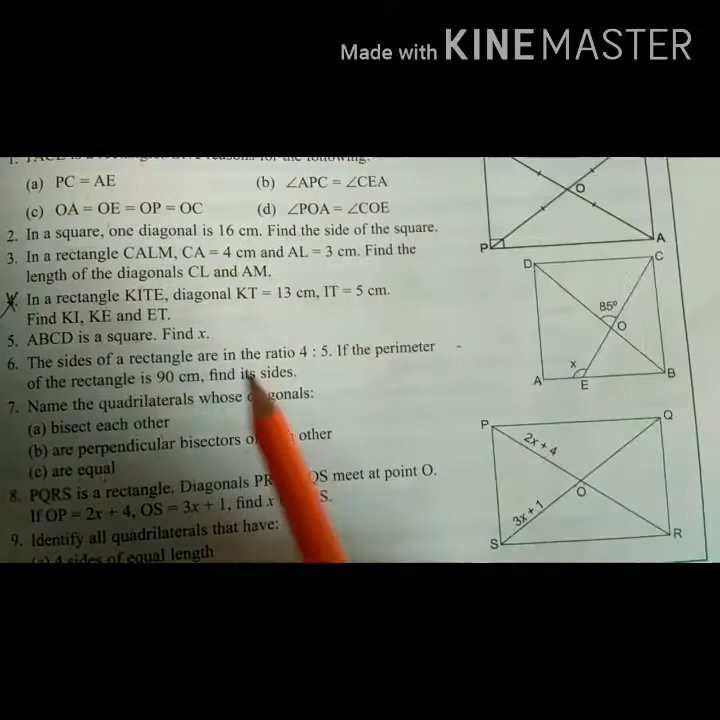 Made with KINEMASTER
(a) PC = AE (b) ∠APC = ∠CEA
(c) OA = OE = OP = OC (d) ∠POA = ∠COE
2. In a square, one diagonal is 16 cm. Find the side of the square.
3. In a rectangle CALM, CA = 4 cm and AL = 3 cm. Find the
length of the diagonals CL and AM.
In a rectangle KITE, diagonal KT = 13 cm, IT = 5 cm.
Find KI, KE and ET.
5. ABCD is a square. Find x.
6. The sides of a rectangle are in the ratio 4 : 5. If the perimeter
of the rectangle is 90 cm, find its sides.
7. Name the quadrilaterals whose
(a) bisect each other
(b) are perpendicular bisectors other
(c) are equal
8. PQRS is a rectangle. Diagonals meet at point O.
If OP = 2x + 4, OS = 3x + 1, find x
9. Identify all quadrilaterals that have:
(a) 4 sides of equal length
O
P A
D C
85°
O
x
A E B
P Q
2x + 4
O
3x + 1
S R